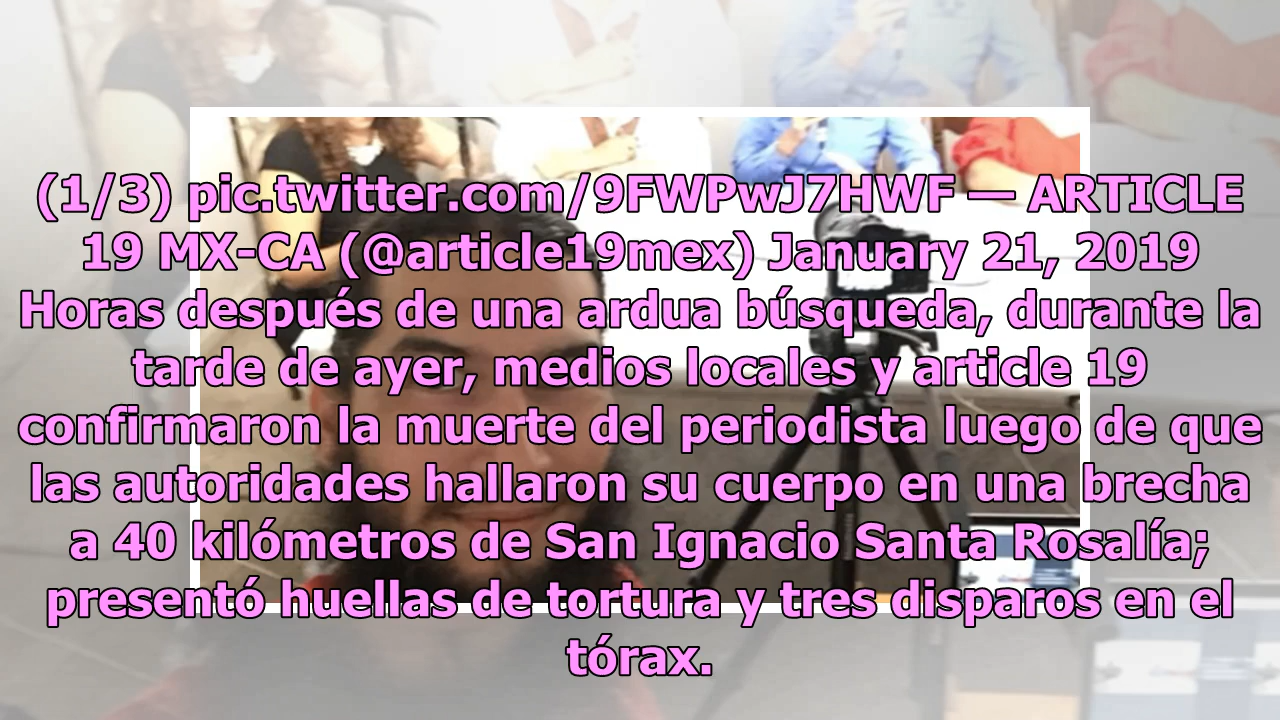 (1/3) pic.twitter.com/9FWPwJ7HWF — ARTICLE
19 MX-CA (@article19mex) January 21, 2019
Horas después de una ardua búsqueda, durante la
tarde de ayer, medios locales y article 19
confirmaron la muerte del periodista luego de que
las autoridades hallaron su cuerpo en una brecha
a 40 kilómetros de San Ignacio Santa Rosalía;
presentó huellas de tortura y tres disparos en el
tórax.